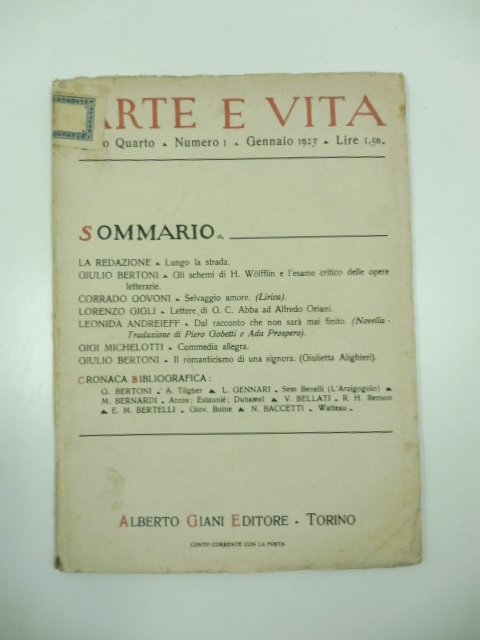 ARTE E VITA
o Quarto - Numero 1 - Gennaio 1923 - Lire 1,50.
SOMMARIO
LA REDAZIONE - Lungo la strada.
GIULIO BERTONI - Gli schemi di H. Wölfflin e l'esame critico delle opere
letterarie.
CORRADO GOVONI - Selvaggio amore. (Lirica).
LORENZO GIGLI - Lettere di G. C. Abba ad Alfredo Oriani.
LEONIDA ANDREIEFF - Dal racconto che non sarà mai finito. (Novella -
Traduzione di Piero Gobetti e Ada Prospero).
GIGI MICHELOTTI - Commedia allegra.
GIULIO BERTONI - Il romanticismo di una signora. (Giulietta Alighieri).
CRONACA BIBLIOGRAFICA:
G. BERTONI - A. Tilgher - L. GENNARI - Sem Benelli (L'Arzigogolo) -
M. BERNARDI - Arcos; Estaunié; Duhamel - V. BELLATI - R. H. Benson
- E. M. BERTELLI - Giov. Boine - N. BACCETTI - Watteau -
ALBERTO GIANI EDITORE - TORINO
CONTO CORRENTE CON LA POSTA